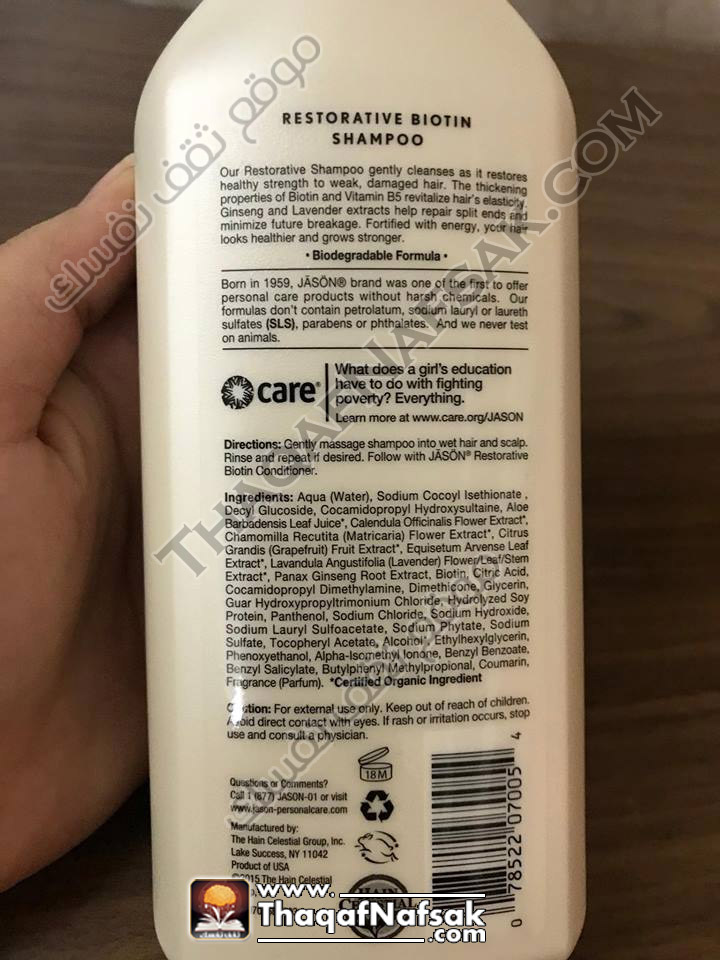 RESTORATIVE BIOTIN
SHAMPOO
Our Restorative Shampoo gently cleanses as it restores
healthy strength to weak, damaged hair. The thickening
properties of Biotin and Vitamin B5 revitalize hair's elasticity.
Ginseng and Lavender extracts help repair split ends and
minimize future breakage. Fortified with energy, your hair
looks healthier and grows stronger.
• Biodegradable Formula •
Born in 1959, JĀSÖN® brand was one of the first to offer
personal care products without harsh chemicals. Our
formulas don't contain petrolatum, sodium lauryl or laureth
sulfates (SLS), parabens or phthalates. And we never test
on animals.
care®
What does a girl's education
have to do with fighting
poverty? Everything.
Learn more at www.care.org/JASON
Directions: Gently massage shampoo into wet hair and scalp.
Rinse and repeat if desired. Follow with JĀSÖN® Restorative
Biotin Conditioner.
Ingredients: Aqua (Water), Sodium Cocoyl Isethionate ,
Decyl Glucoside, Cocamidopropyl Hydroxysultaine, Aloe
Barbadensis Leaf Juice*, Calendula Officinalis Flower Extract*,
Chamomilla Recutita (Matricaria) Flower Extract*, Citrus
Grandis (Grapefruit) Fruit Extract*, Equisetum Arvense Leaf
Extract*, Lavandula Angustifolia (Lavender) Flower/Leaf/Stem
Extract*, Panax Ginseng Root Extract, Biotin, Citric Acid,
Cocamidopropyl Dimethylamine, Dimethicone, Glycerin,
Guar Hydroxypropyltrimonium Chloride, Hydrolyzed Soy
Protein, Panthenol, Sodium Chloride, Sodium Hydroxide,
Sodium Lauryl Sulfoacetate, Sodium Phytate, Sodium
Sulfate, Tocopheryl Acetate, Alcohol*, Ethylhexylglycerin,
Phenoxyethanol, Alpha-Isomethyl Ionone, Benzyl Benzoate,
Benzyl Salicylate, Butylphenyl Methylpropional, Coumarin,
Fragrance (Parfum). *Certified Organic Ingredient
Caution: For external use only. Keep out of reach of children.
Avoid direct contact with eyes. If rash or irritation occurs, stop
use and consult a physician.
18M
Questions or Comments?
Call 1 (877) JASON-01 or visit
www.jason-personalcare.com
Manufactured by:
The Hain Celestial Group, Inc.
Lake Success, NY 11042
Product of USA
©2015 The Hain Celestial
HAIN
CELESTIAL
0 78522 07005 4
موقع ثقف نفسك
THAQAFNAFSAK.COM
موقع ثقف نفسك
www.
ThaqafNafsak
.com